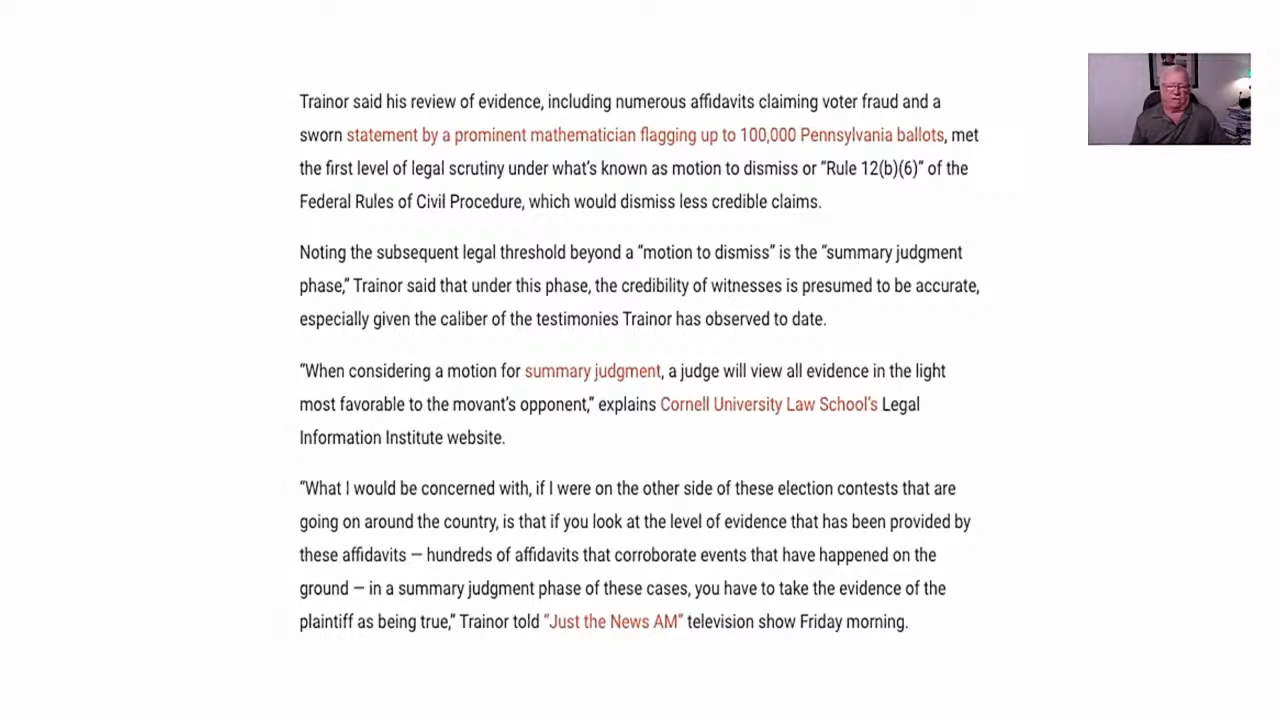 Trainor said his review of evidence, including numerous affidavits claiming voter fraud and a
sworn statement by a prominent mathematician flagging up to 100,000 Pennsylvania ballots, met
the first level of legal scrutiny under what’s known as motion to dismiss or “Rule 12(b)(6)” of the
Federal Rules of Civil Procedure, which would dismiss less credible claims.
Noting the subsequent legal threshold beyond a “motion to dismiss” is the “summary judgment
phase,” Trainor said that under this phase, the credibility of witnesses is presumed to be accurate,
especially given the caliber of the testimonies Trainor has observed to date.
“When considering a motion for summary judgment, a judge will view all evidence in the light
most favorable to the movant’s opponent,” explains Cornell University Law School’s Legal
Information Institute website.
“What I would be concerned with, if I were on the other side of these election contests that are
going on around the country, is that if you look at the level of evidence that has been provided by
these affidavits — hundreds of affidavits that corroborate events that have happened on the
ground — in a summary judgment phase of these cases, you have to take the evidence of the
plaintiff as being true,” Trainor told “Just the News AM” television show Friday morning.